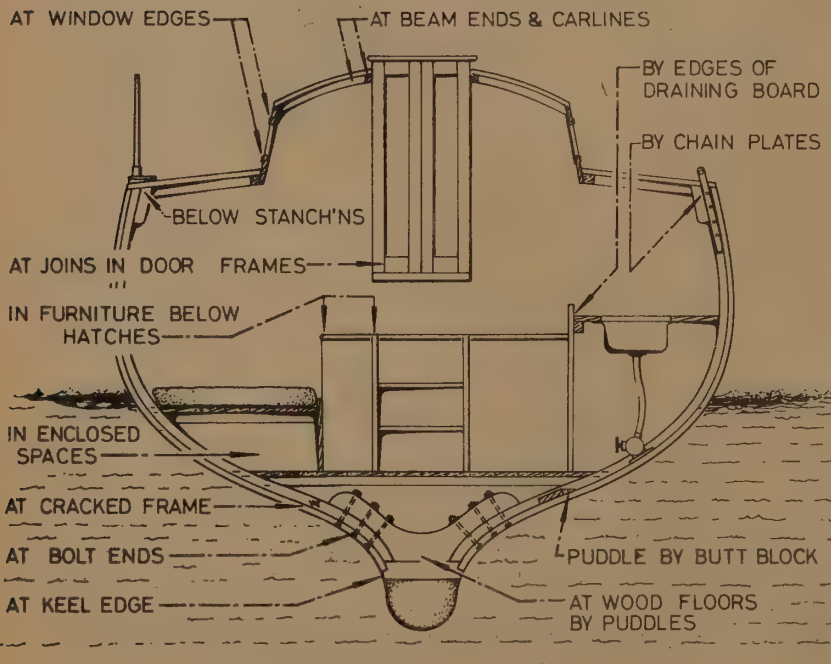 AT WINDOW EDGES
AT BEAM ENDS & CARLINES
BY EDGES OF
DRAINING BOARD
BY CHAIN PLATES
BELOW STANCH'NS
AT JOINS IN DOOR FRAMES
IN FURNITURE BELOW
HATCHES
IN ENCLOSED
SPACES
AT CRACKED FRAME
AT BOLT ENDS
PUDDLE BY BUTT BLOCK
AT KEEL EDGE
AT WOOD FLOORS
BY PUDDLES